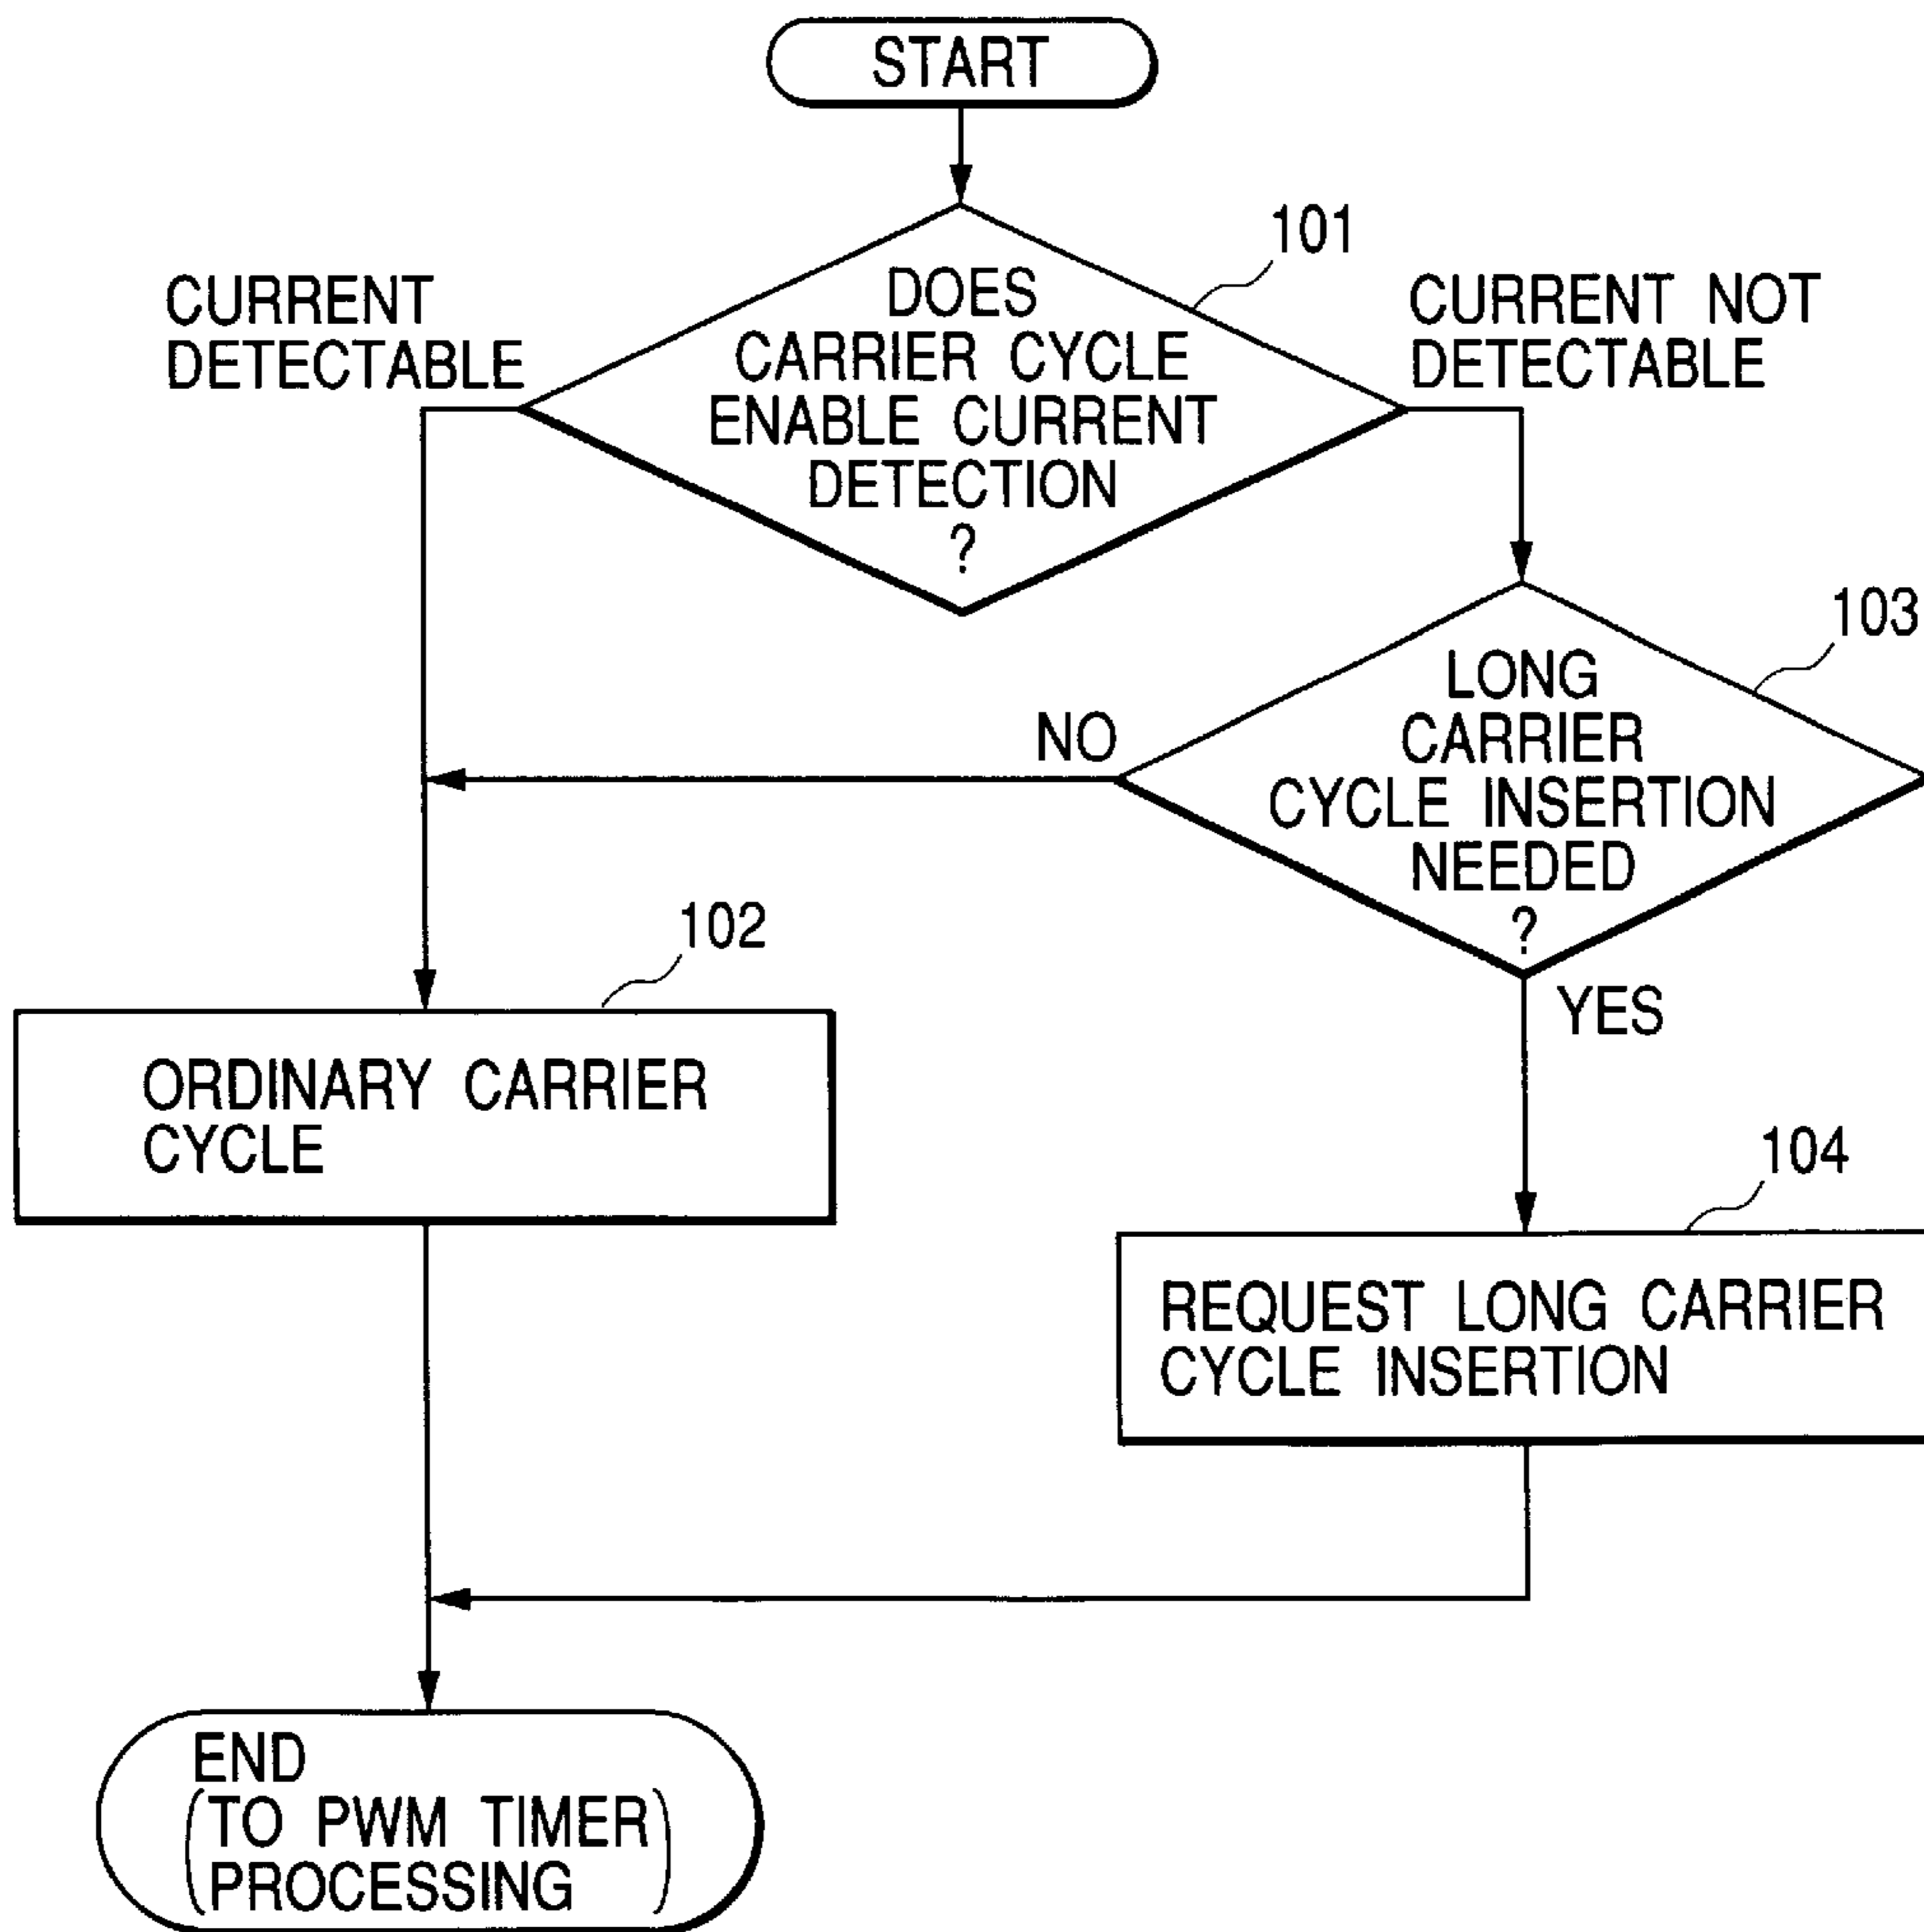 START
101
DOES
CARRIER CYCLE
ENABLE CURRENT
DETECTION
?
CURRENT
DETECTABLE
CURRENT NOT
DETECTABLE
103
LONG
CARRIER
CYCLE INSERTION
NEEDED
?
NO
YES
102
ORDINARY CARRIER
CYCLE
104
REQUEST LONG CARRIER
CYCLE INSERTION
END
(TO PWM TIMER
PROCESSING)